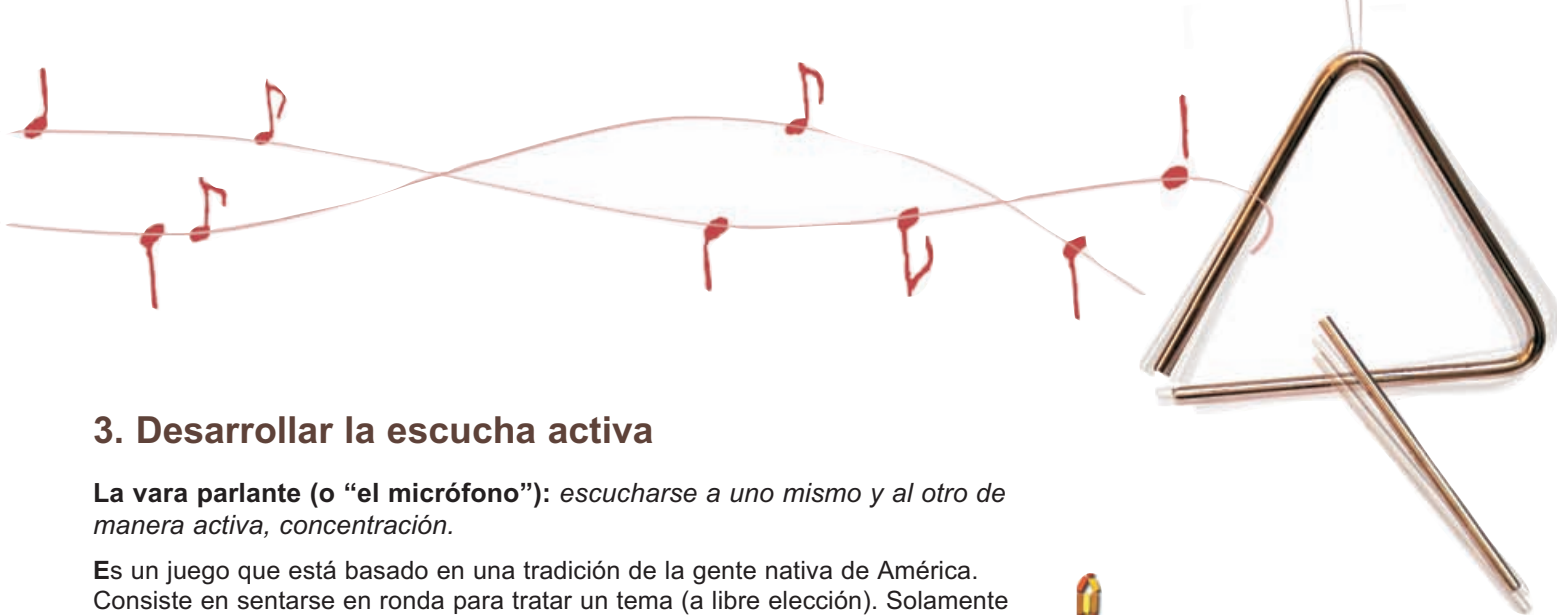 3. Desarrollar la escucha activa
La vara parlante (o “el micrófono”): escucharse a uno mismo y al otro de
manera activa, concentración.
Es un juego que está basado en una tradición de la gente nativa de América.
Consiste en sentarse en ronda para tratar un tema (a libre elección). Solamente